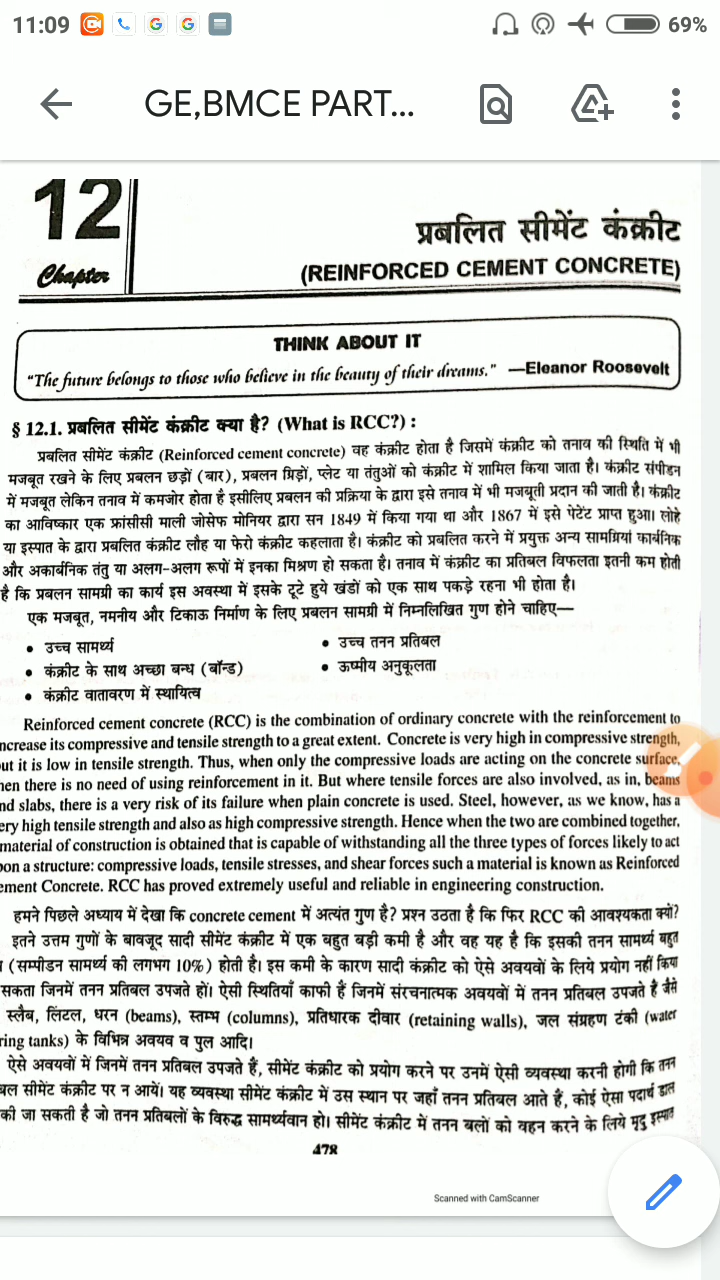 11:09
69%
GE,BMCE PART...
12
Chapter
प्रबलित सीमेंट कंक्रीट
(REINFORCED CEMENT CONCRETE)
THINK ABOUT IT
“The future belongs to those who believe in the beauty of their dreams.” —Eleanor Roosevelt
§ 12.1. प्रबलित सीमेंट कंक्रीट क्या है? (What is RCC?) :
प्रबलित सीमेंट कंक्रीट (Reinforced cement concrete) वह कंक्रीट होता है जिसमें कंक्रीट को तनाव की स्थिति में भी
मजबूत रखने के लिए प्रबलन छड़ों (बार), प्रबलन ग्रिड़ों, प्लेट या तंतुओं को कंक्रीट में शामिल किया जाता है। कंक्रीट संपीडन
में मजबूत लेकिन तनाव में कमजोर होता है इसीलिए प्रबलन की प्रक्रिया के द्वारा इसे तनाव में भी मजबूती प्रदान की जाती है। कंक्रीट
का आविष्कार एक फ्रांसीसी माली जोसेफ मोनियर द्वारा सन 1849 में किया गया था और 1867 में इसे पेटेंट प्राप्त हुआ। लोहे
या इस्पात के द्वारा प्रबलित कंक्रीट लौह या फेरो कंक्रीट कहलाता है। कंक्रीट को प्रबलित करने में प्रयुक्त अन्य सामग्रियां कार्बनिक
और अकार्बनिक तंतु या अलग-अलग रूपों में इनका मिश्रण हो सकता है। तनाव में कंक्रीट का प्रतिबल विफलता इतनी कम होती
है कि प्रबलन सामग्री का कार्य इस अवस्था में इसके टूटे हुये खंडों को एक साथ पकड़े रहना भी होता है।
एक मजबूत, नमनीय और टिकाऊ निर्माण के लिए प्रबलन सामग्री में निम्नलिखित गुण होने चाहिए—
• उच्च सामर्थ्य • उच्च तनन प्रतिबल
• कंक्रीट के साथ अच्छा बन्ध (बॉन्ड) • ऊष्मीय अनुकूलता
• कंक्रीट वातावरण में स्थायित्व
Reinforced cement concrete (RCC) is the combination of ordinary concrete with the reinforcement to
ncrease its compressive and tensile strength to a great extent. Concrete is very high in compressive strength,
ut it is low in tensile strength. Thus, when only the compressive loads are acting on the concrete surface,
hen there is no need of using reinforcement in it. But where tensile forces are also involved, as in, beams
nd slabs, there is a very risk of its failure when plain concrete is used. Steel, however, as we know, has a
ery high tensile strength and also as high compressive strength. Hence when the two are combined together,
material of construction is obtained that is capable of withstanding all the three types of forces likely to act
pon a structure: compressive loads, tensile stresses, and shear forces such a material is known as Reinforced
ement Concrete. RCC has proved extremely useful and reliable in engineering construction.
हमने पिछले अध्याय में देखा कि concrete cement में अत्यंत गुण है? प्रश्न उठता है कि फिर RCC की आवश्यकता क्यों?
इतने उत्तम गुणों के बावजूद सादी सीमेंट कंक्रीट में एक बहुत बड़ी कमी है और वह यह है कि इसकी तनन सामर्थ्य बहुत
(सम्पीडन सामर्थ्य की लगभग 10%) होती है। इस कमी के कारण सादी कंक्रीट को ऐसे अवयवों के लिये प्रयोग नहीं किया
सकता जिनमें तनन प्रतिबल उपजते हों। ऐसी स्थितियाँ काफी हैं जिनमें संरचनात्मक अवयवों में तनन प्रतिबल उपजते है जैसे
स्लैब, लिंटल, धरन (beams), स्तम्भ (columns), प्रतिधारक दीवार (retaining walls), जल संग्रहण टंकी (water
ring tanks) के विभिन्न अवयव व पुल आदि।
ऐसे अवयवों में जिनमें तनन प्रतिबल उपजते हैं, सीमेंट कंक्रीट को प्रयोग करने पर उनमें ऐसी व्यवस्था करनी होगी कि तनन
बल सीमेंट कंक्रीट पर न आयें। यह व्यवस्था सीमेंट कंक्रीट में उस स्थान पर जहाँ तनन प्रतिबल आते हैं, कोई ऐसा पदार्थ डाल
की जा सकती है जो तनन प्रतिबलों के विरुद्ध सामर्थ्यवान हो। सीमेंट कंक्रीट में तनन बलों को वहन करने के लिये मृदु इस्पात
478
Scanned with CamScanner